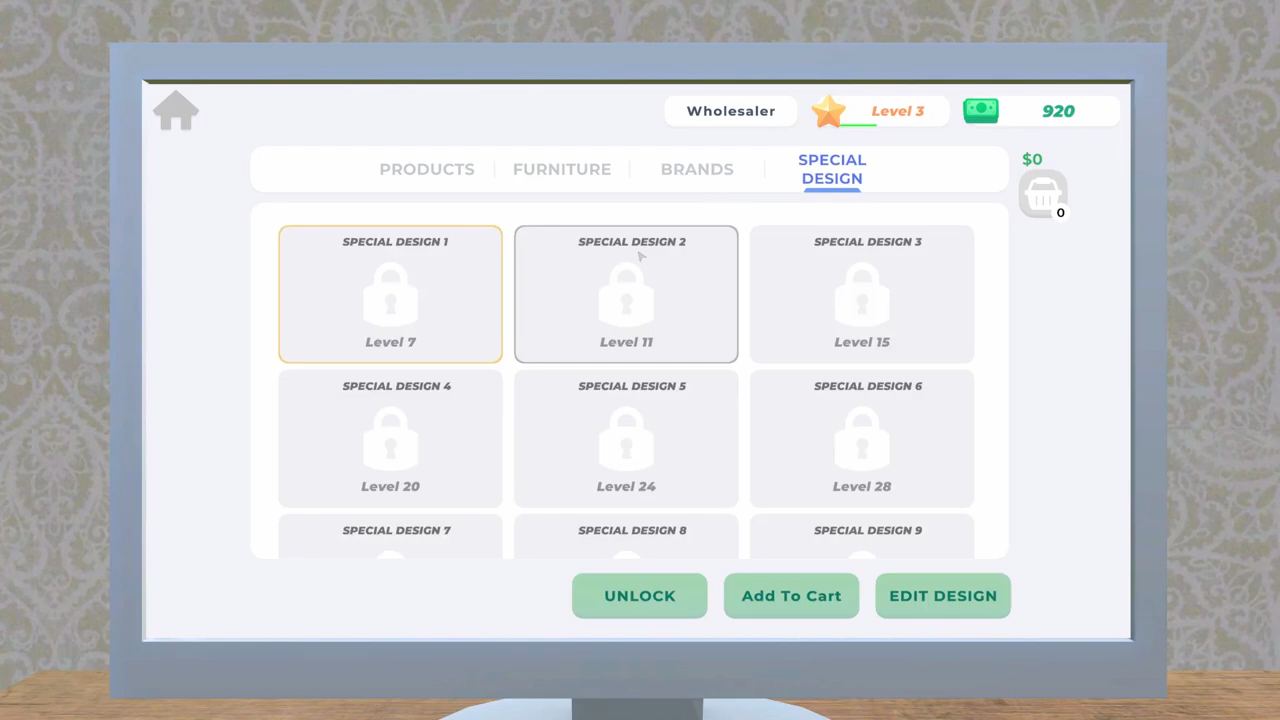 Wholesaler
Level 3
920
PRODUCTS
FURNITURE
BRANDS
SPECIAL
DESIGN
$0
0
SPECIAL DESIGN 1
SPECIAL DESIGN 2
SPECIAL DESIGN 3
Level 7
Level 11
Level 15
SPECIAL DESIGN 4
SPECIAL DESIGN 5
SPECIAL DESIGN 6
Level 20
Level 24
Level 28
SPECIAL DESIGN 7
SPECIAL DESIGN 8
SPECIAL DESIGN 9
UNLOCK
Add To Cart
EDIT DESIGN